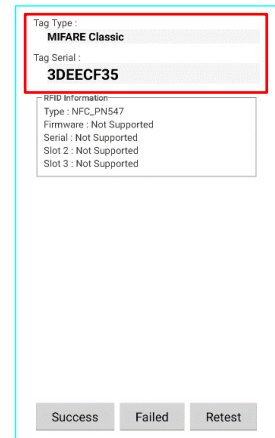 Tag Type :
MIFARE Classic
Tag Serial :
3DEECF35
RFID Information
Type : NFC_PN547
Firmware : Not Supported
Serial : Not Supported
Slot 2 : Not Supported
Slot 3 : Not Supported
Success Failed Retest